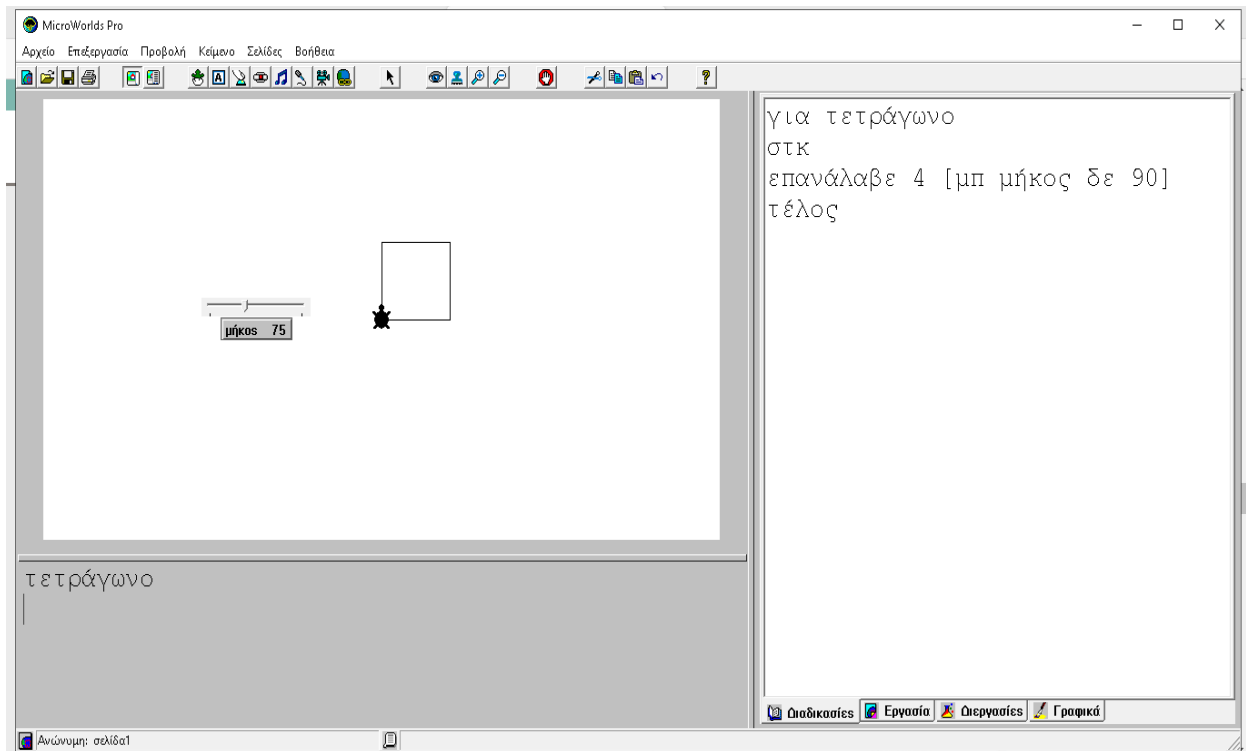 MicroWorlds Pro
Αρχείο Επεξεργασία Προβολή Κείμενο Σελίδες Βοήθεια
μήκος 75
τετράγωνο
για τετράγωνο
στκ
επανάλαβε 4 [μπ μήκος δε 90]
τέλος
Διαδικασίες Εργασία Διεργασίες Γραφικά
Ανώνυμη: σελίδα1